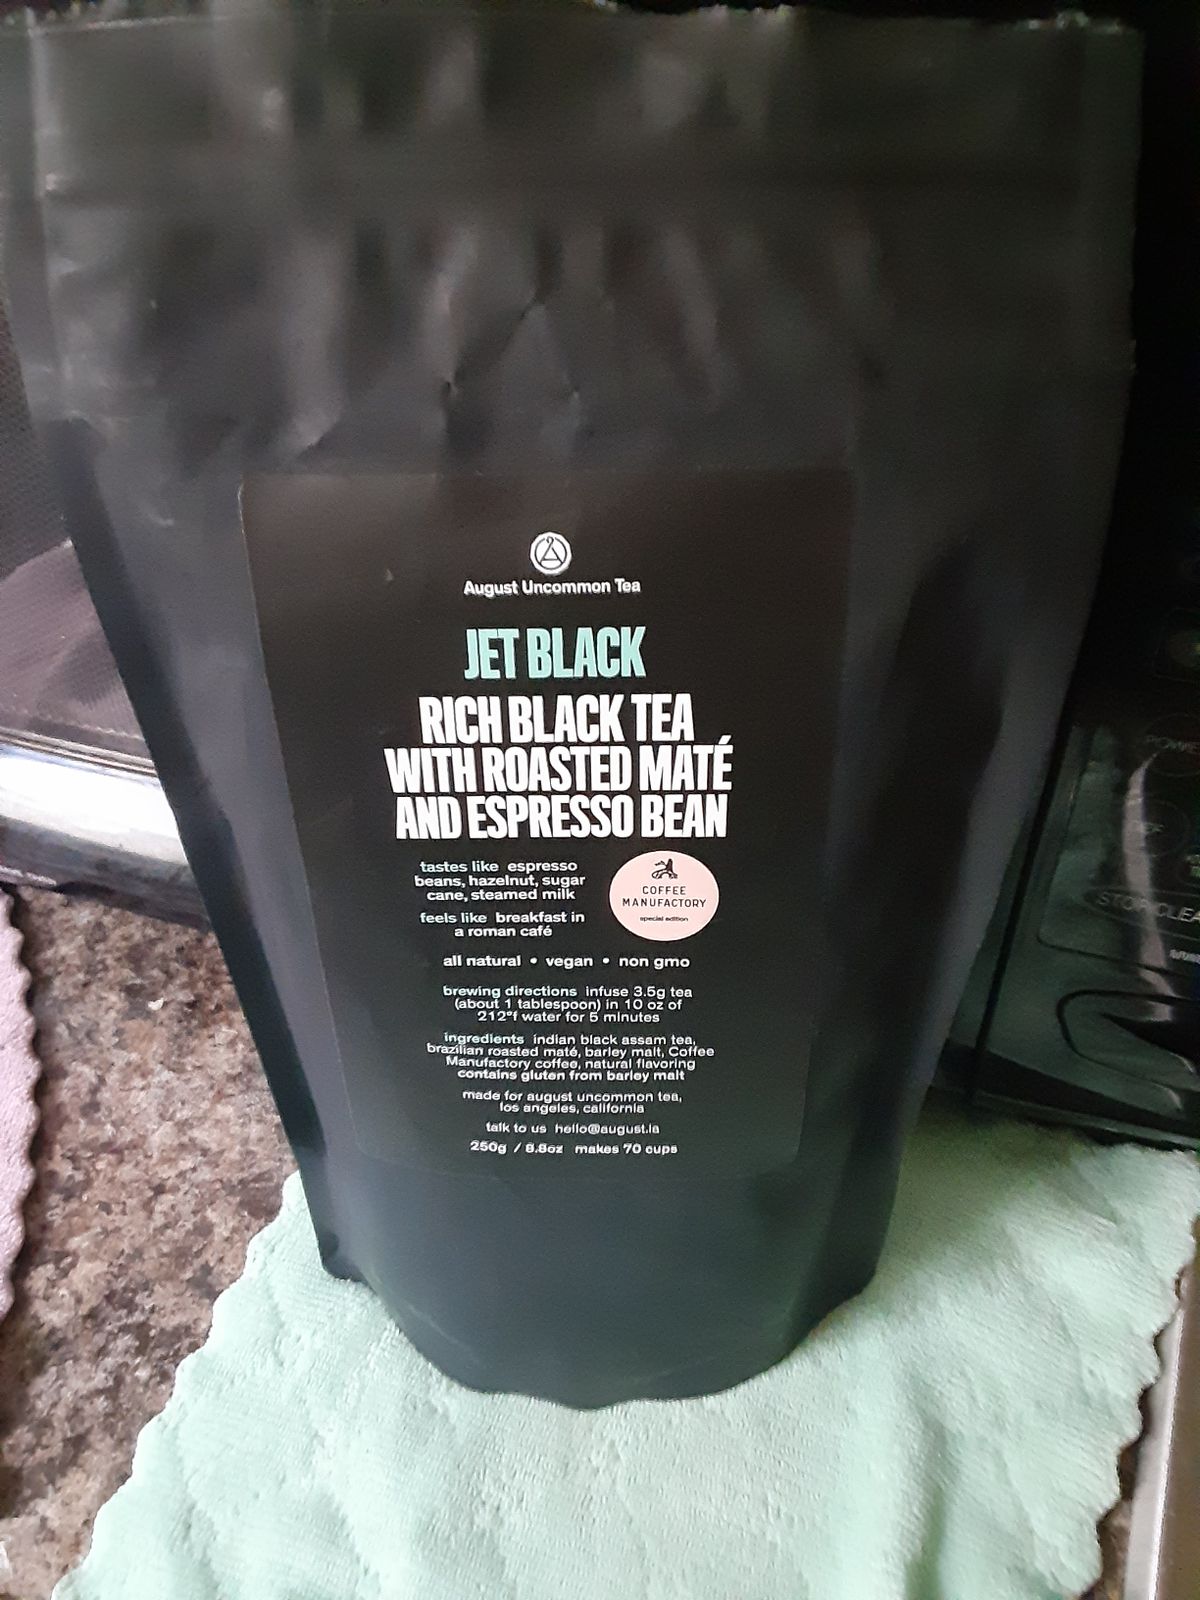 August Uncommon Tea
JET BLACK
RICH BLACK TEA
WITH ROASTED MATÉ
AND ESPRESSO BEAN
tastes like espresso
beans, hazelnut, sugar
cane, steamed milk
feels like breakfast in
a roman café
COFFEE
MANUFACTORY
special edition
all natural • vegan • non gmo
brewing directions infuse 3.5g tea
(about 1 tablespoon) in 10 oz of
212°f water for 5 minutes
ingredients indian black assam tea,
brazilian roasted maté, barley malt, Coffee
Manufactory coffee, natural flavoring
contains gluten from barley malt
made for august uncommon tea,
los angeles, california
talk to us hello@august.la
250g / 8.8oz makes 70 cups
STOP/CLEA